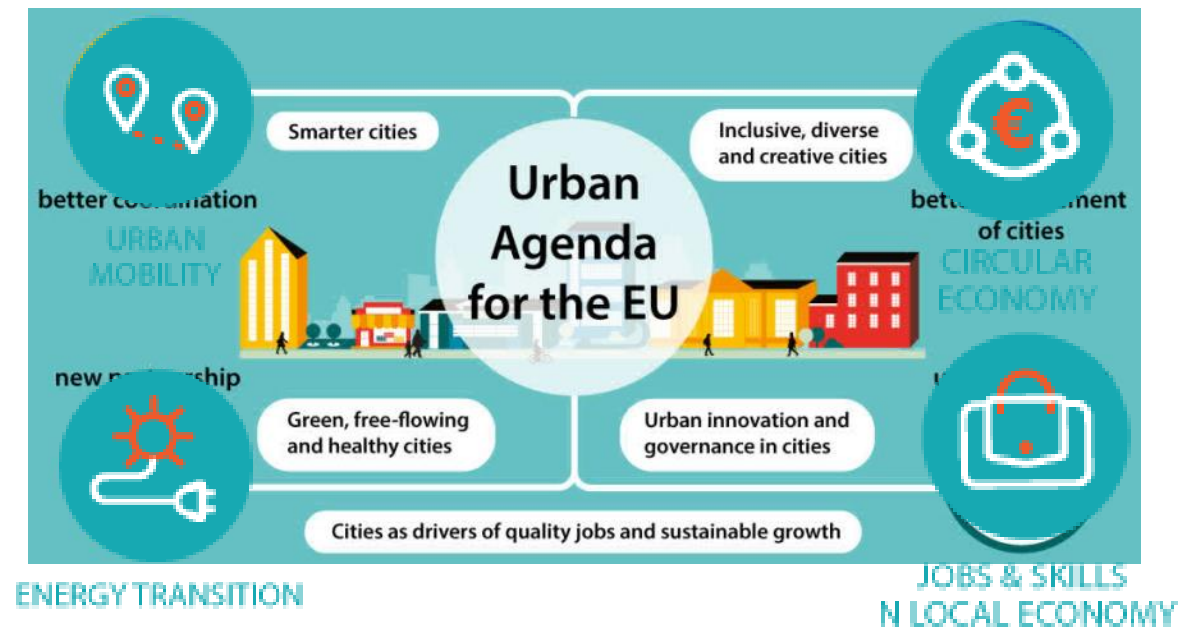 Smarter cities
Inclusive, diverse
and creative cities
Urban
Agenda
for the EU
better
of cities
URBAN
MOBILITY
CIRCULAR
ECONOMY
new
Green, free-flowing
and healthy cities
Urban innovation and
governance in cities
Cities as drivers of quality jobs and sustainable growth
ENERGY TRANSITION
JOBS & SKILLS
N LOCAL ECONOMY